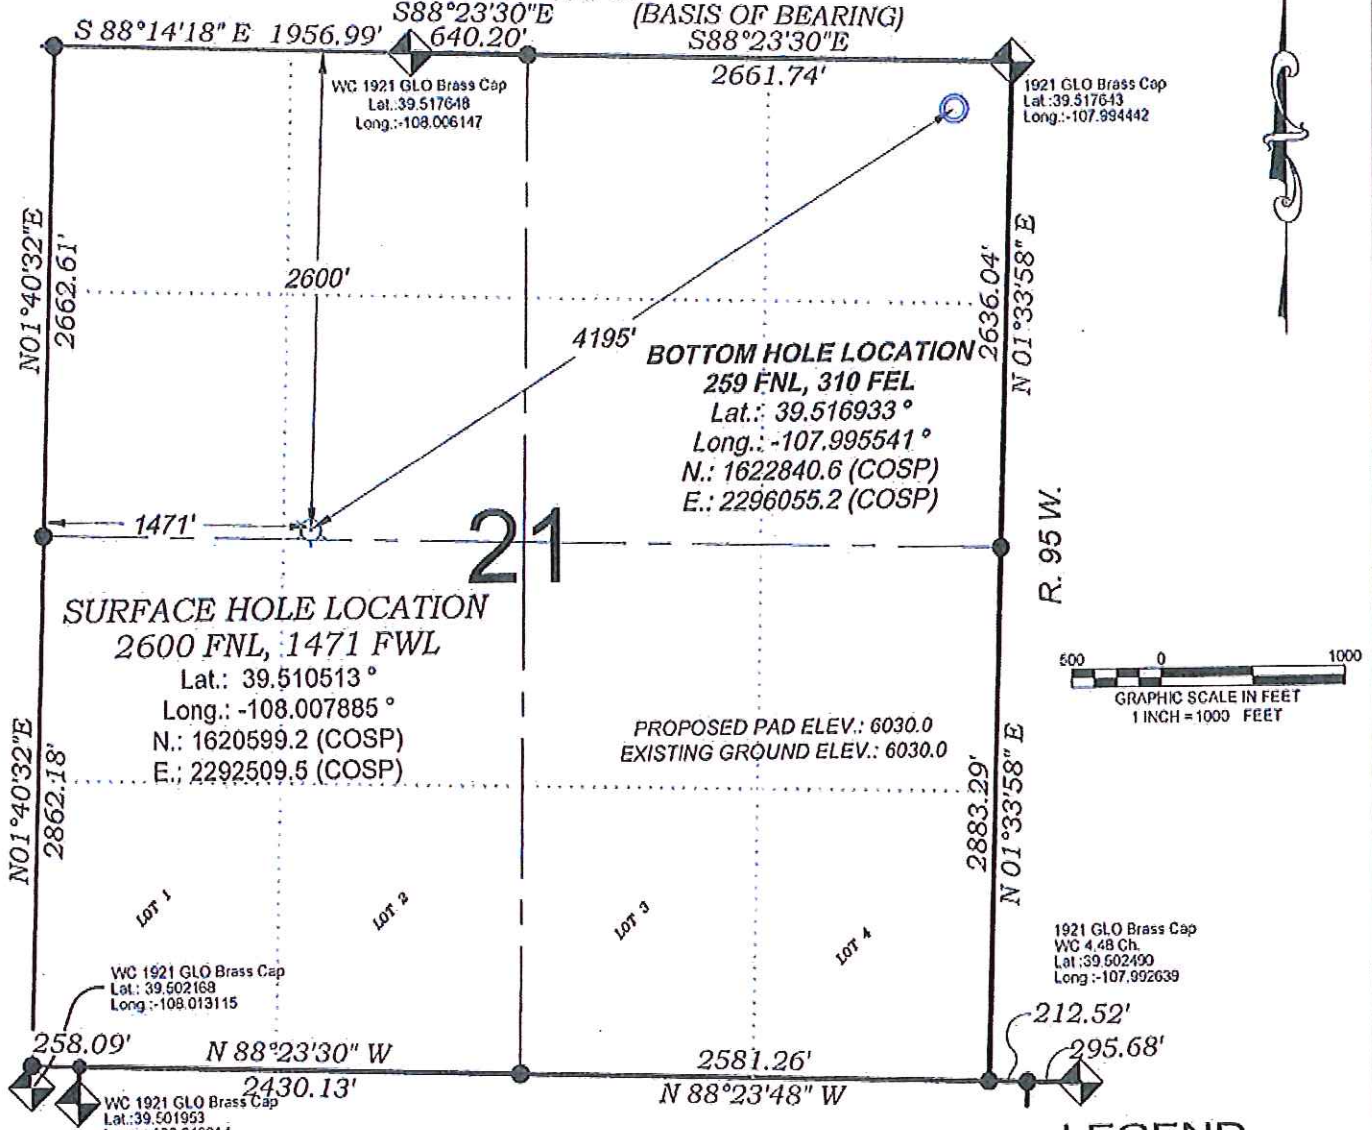 S88°23'30"E
(BASIS OF BEARING)
S 88°14'18" E 1956.99'
640.20'
S88°23'30"E
2661.74'
WC 1921 GLO Brass Cap
Lat.:39.517648
Long.:-108.006147
1921 GLO Brass Cap
Lat.:39.517643
Long.:-107.994442
N01°40'32"E
2662.61'
2600'
4195'
2636.04'
N 01°33'58" E
BOTTOM HOLE LOCATION
259 FNL, 310 FEL
Lat.: 39.516933 °
Long.: -107.995541 °
N.: 1622840.6 (COSP)
E.: 2296055.2 (COSP)
1471'
21
R. 95 W.
SURFACE HOLE LOCATION
2600 FNL, 1471 FWL
Lat.: 39.510513 °
Long.: -108.007885 °
N.: 1620599.2 (COSP)
E.: 2292509.5 (COSP)
500 0 1000
GRAPHIC SCALE IN FEET
1 INCH = 1000 FEET
PROPOSED PAD ELEV.: 6030.0
EXISTING GROUND ELEV.: 6030.0
N01°40'32"E
2862.18'
2883.29'
N 01°33'58" E
LOT 1
LOT 2
LOT 3
LOT 4
1921 GLO Brass Cap
WC 4.48 Ch.
Lat.:39.502490
Long.:-107.992639
WC 1921 GLO Brass Cap
Lat.: 39.502168
Long.:-108.013115
212.52'
258.09'
N 88°23'30" W
2430.13'
2581.26'
N 88°23'48" W
295.68'
WC 1921 GLO Brass Cap
Lat.:39.501953
LEGEND